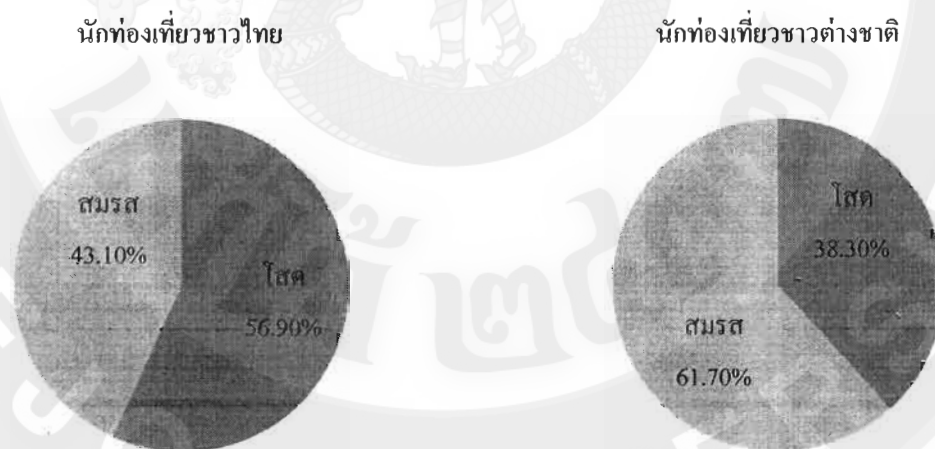 นักท่องเที่ยวชาวไทย
นักท่องเที่ยวชาวต่างชาติ
สมรส
43.10%
โสด
56.90%
โสด
38.30%
สมรส
61.70%